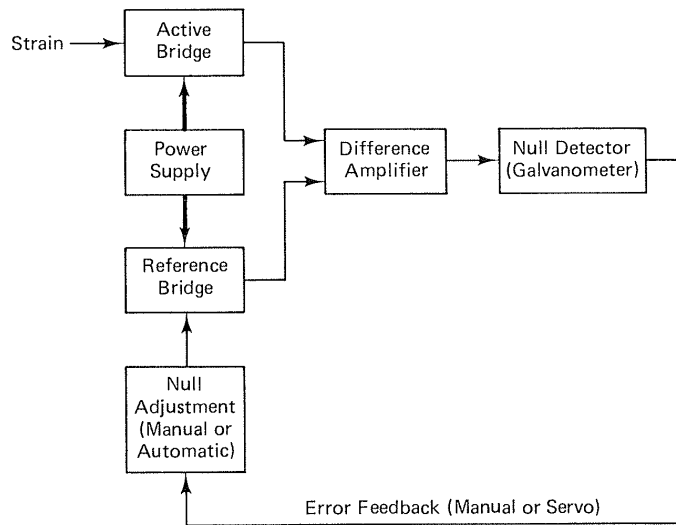 Strain
Active
Bridge
Power
Supply
Difference
Amplifier
Null Detector
(Galvanometer)
Reference
Bridge
Null
Adjustment
(Manual or
Automatic)
Error Feedback (Manual or Servo)